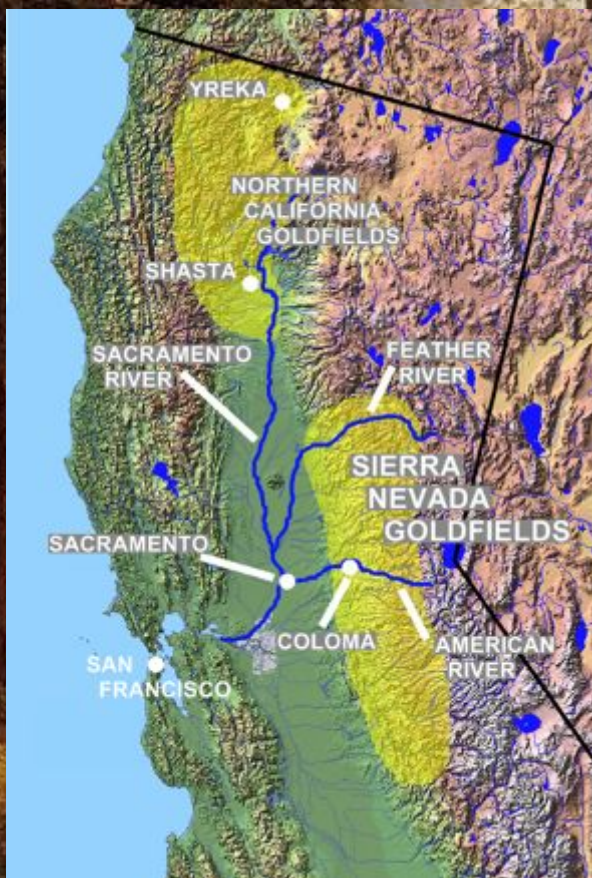 YREKA
NORTHERN
CALIFORNIA
GOLDFIELDS
SHASTA
SACRAMENTO
RIVER
FEATHER
RIVER
SIERRA
NEVADA
GOLDFIELDS
SACRAMENTO
COLOMA
AMERICAN
RIVER
SAN
FRANCISCO